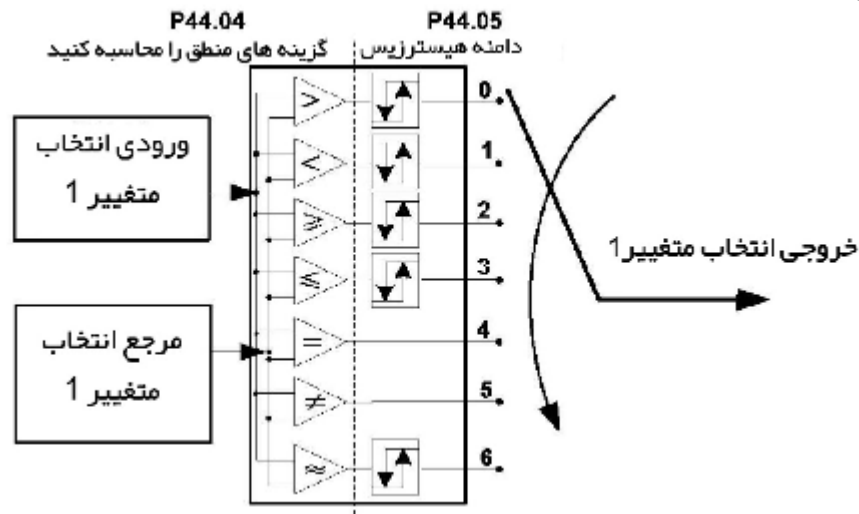 P44.04
P44.05
گزینه های منطق را محاسبه کنید
دامنه هیسترزیس
ورودی انتخاب
متغییر 1
مرجع انتخاب
متغییر 1
>
<
≥
≤
=
≠
≈
0
1
2
3
4
5
6
خروجی انتخاب متغییر1